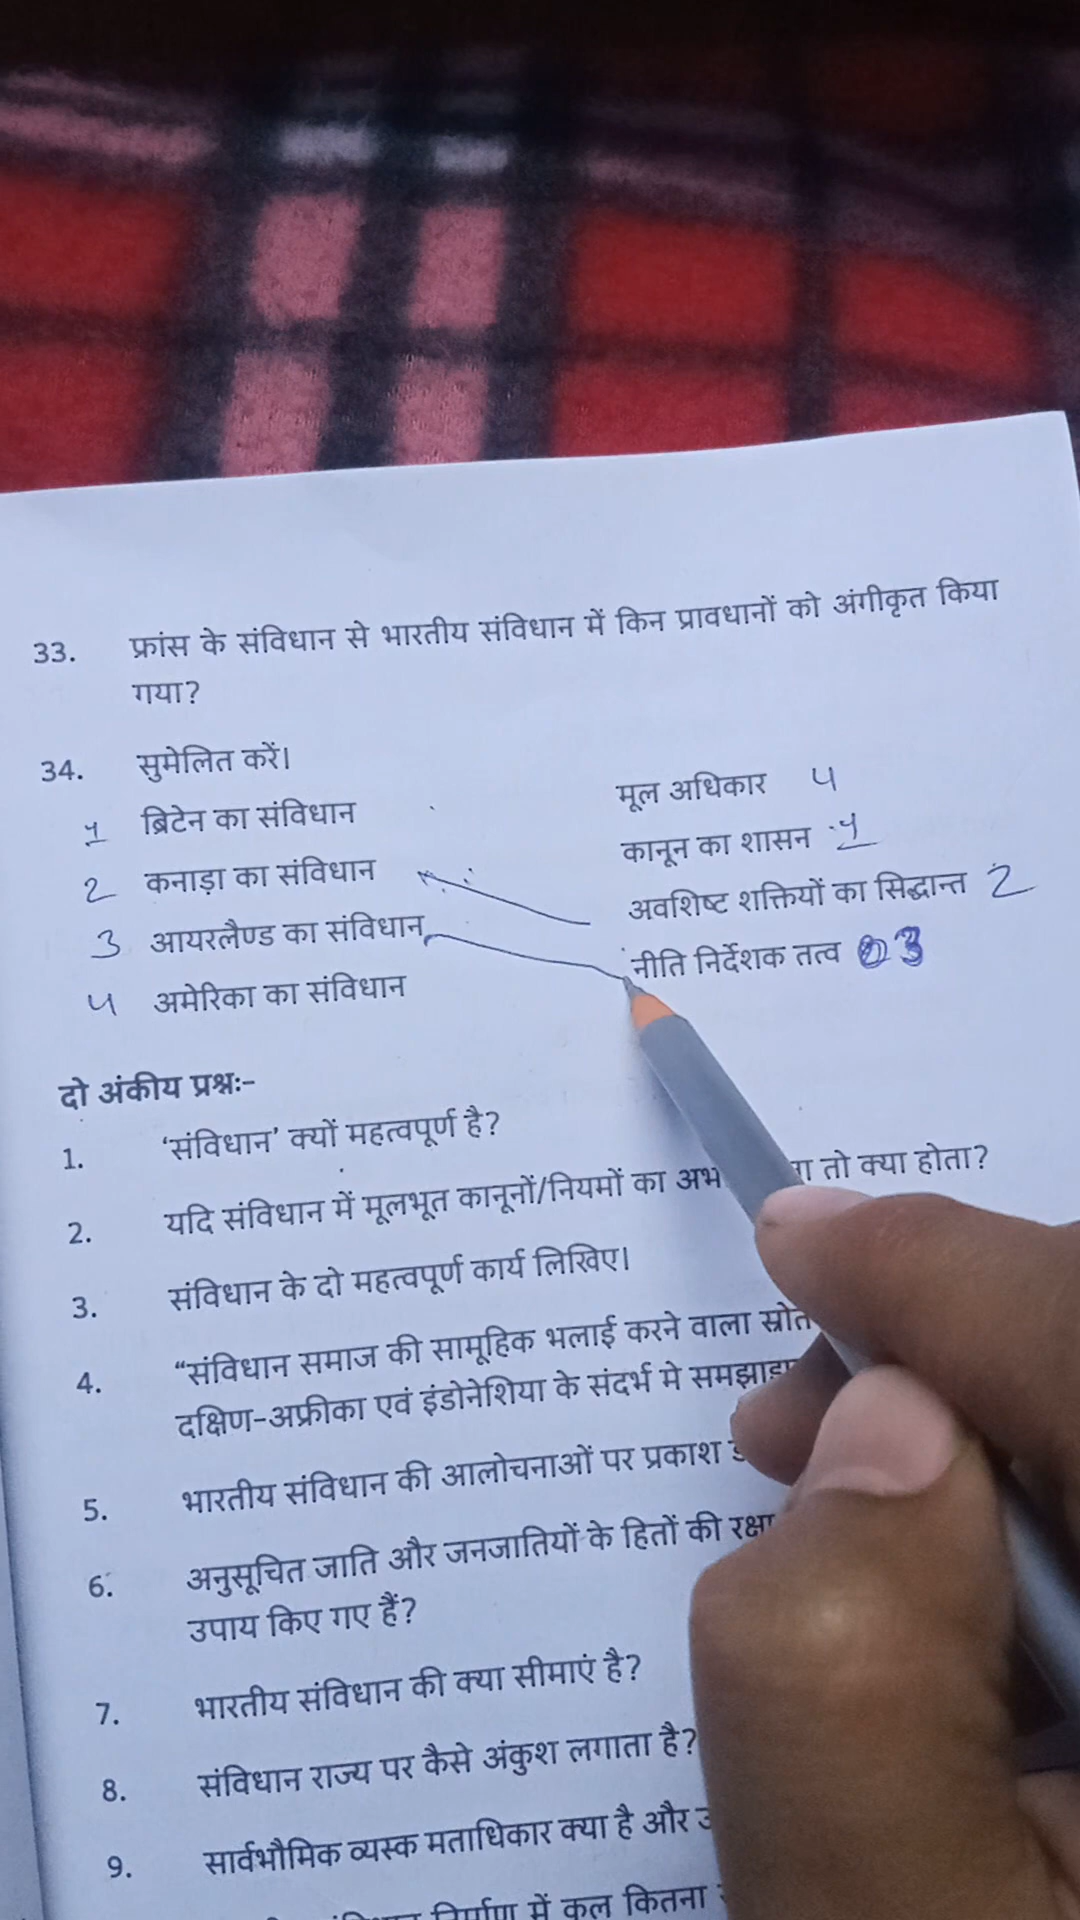 33. फ्रांस के संविधान से भारतीय संविधान में किन प्रावधानों को अंगीकृत किया
गया?
34. सुमेलित करें।
1 ब्रिटेन का संविधान मूल अधिकार 4
2 कनाड़ा का संविधान कानून का शासन 1
3 आयरलैण्ड का संविधान अवशिष्ट शक्तियों का सिद्धान्त 2
4 अमेरिका का संविधान नीति निर्देशक तत्व 3
दो अंकीय प्रश्न:-
1. ‘संविधान’ क्यों महत्वपूर्ण है?
2. यदि संविधान में मूलभूत कानूनों/नियमों का तो क्या होता?
3. संविधान के दो महत्वपूर्ण कार्य लिखिए।
4. “संविधान समाज की सामूहिक भलाई करने वाला स्रोत
दक्षिण-अफ्रीका एवं इंडोनेशिया के संदर्भ मे
5. भारतीय संविधान की आलोचनाओं पर प्रकाश
6. अनुसूचित जाति और जनजातियों के हितों की रक्षा
उपाय किए गए हैं?
7. भारतीय संविधान की क्या सीमाएं है?
8. संविधान राज्य पर कैसे अंकुश लगाता है?
9. सार्वभौमिक व्यस्क मताधिकार क्या है और
निर्माण में कुल कितना